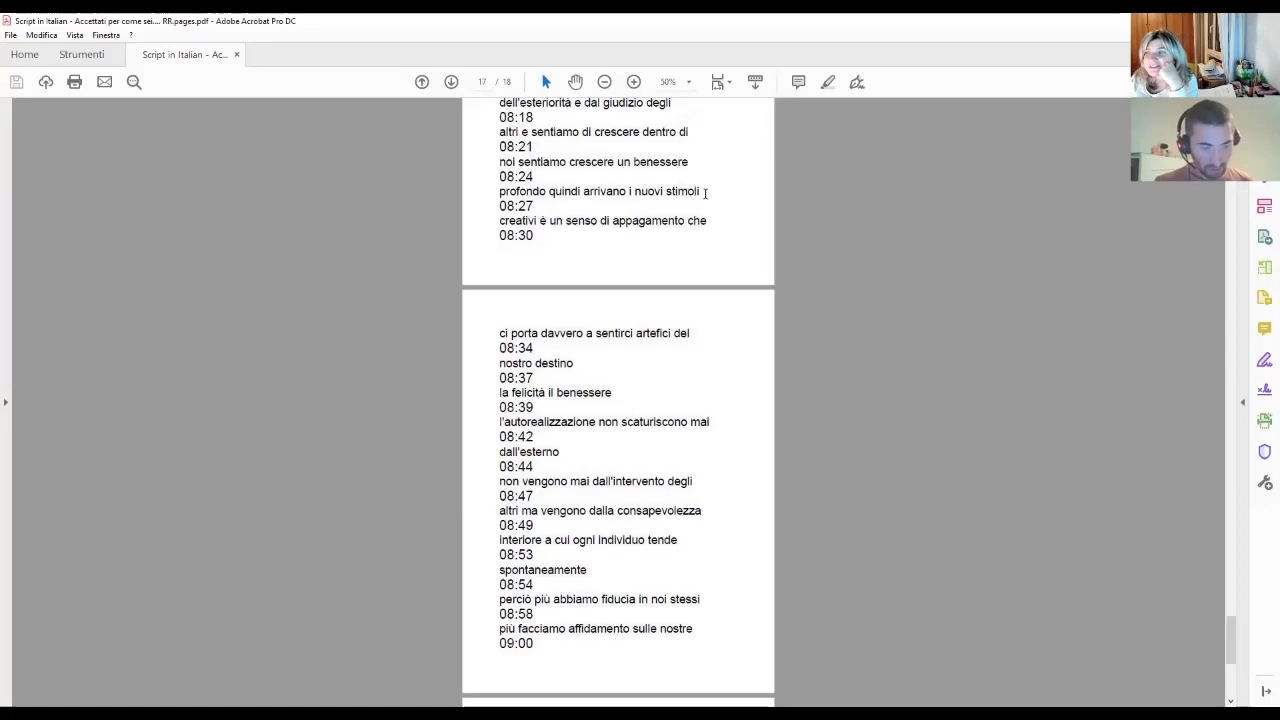 Script in Italian - Accettati per come sei.... RR.pages.pdf - Adobe Acrobat Pro DC
File Modifica Vista Finestra ?
Home Strumenti Script in Italian - Ac... ×
17 / 18 50%
dell'esteriorità e dal giudizio degli
08:18
altri e sentiamo di crescere dentro di
08:21
noi sentiamo crescere un benessere
08:24
profondo quindi arrivano i nuovi stimoli
08:27
creativi è un senso di appagamento che
08:30
ci porta davvero a sentirci artefici del
08:34
nostro destino
08:37
la felicità il benessere
08:39
l'autorealizzazione non scaturiscono mai
08:42
dall'esterno
08:44
non vengono mai dall'intervento degli
08:47
altri ma vengono dalla consapevolezza
08:49
interiore a cui ogni individuo tende
08:53
spontaneamente
08:54
perciò più abbiamo fiducia in noi stessi
08:58
più facciamo affidamento sulle nostre
09:00